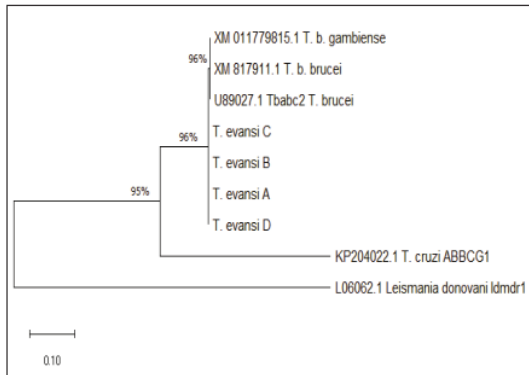 XM 011779815.1 T. b. gambiense
96%
XM 817911.1 T. b. brucei
U89027.1 Tbabc2 T. brucei
96%
T. evansi C
T. evansi B
95%
T. evansi A
T. evansi D
KP204022.1 T. cruzi ABBCG1
L06062.1 Leismania donovani ldmdr1
0.10